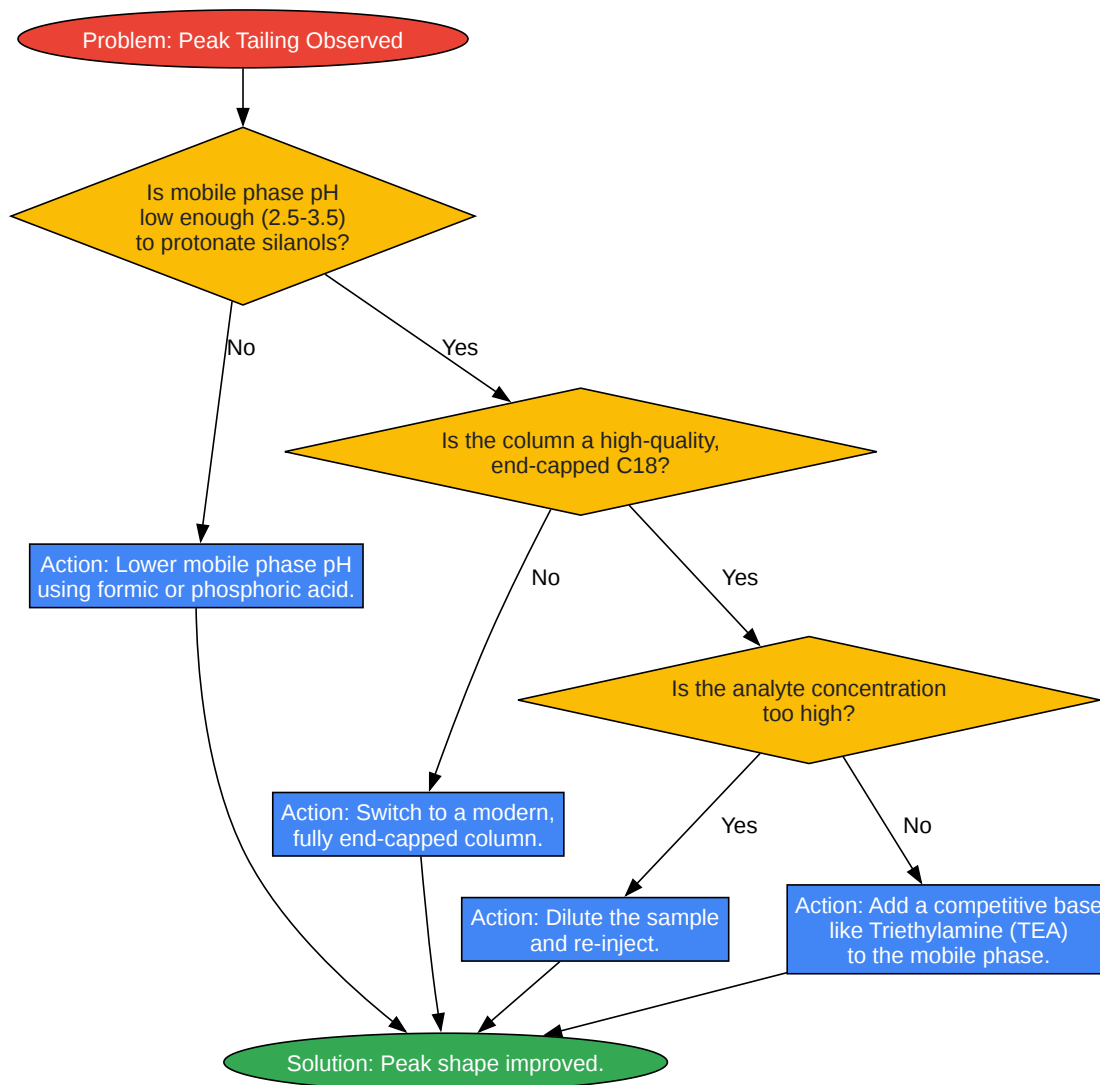 Problem: Peak Tailing Observed
Is mobile phase pH
low enough (2.5-3.5)
to protonate silanols?
No
Yes
Is the column a high-quality,
end-capped C18?
Action: Lower mobile phase pH
using formic or phosphoric acid.
No
Yes
Is the analyte concentration
too high?
Action: Switch to a modern,
fully end-capped column.
Yes
No
Action: Dilute the sample
and re-inject.
Action: Add a competitive base
like Triethylamine (TEA)
to the mobile phase.
Solution: Peak shape improved.